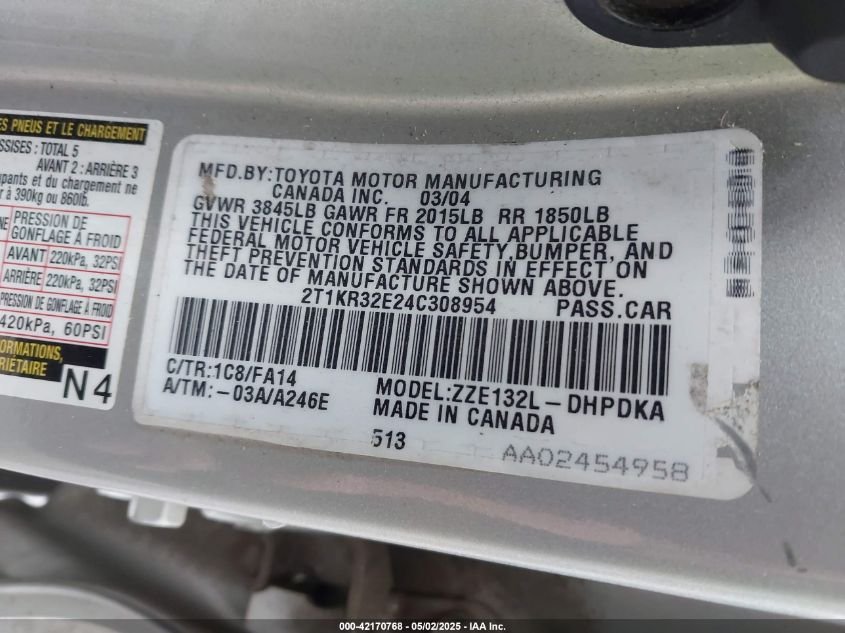 ES PNEUS ET LE CHARGEMENT
SSISES : TOTAL 5
AVANT 2 : ARRIÈRE 3
upants et du chargement ne
r à 390kg ou 860lb.
PRESSION DE
GONFLAGE À FROID
AVANT 220kPa, 32PSI
ARRIÈRE 220kPa, 32PSI
PRESSION DE GONFLAGE À FROID
420kPa, 60PSI
ORMATIONS,
RIÉTAIRE
N4
MFD.BY:TOYOTA MOTOR MANUFACTURING
CANADA INC. 03/04
GVWR 3845LB GAWR FR 2015LB RR 1850LB
THIS VEHICLE CONFORMS TO ALL APPLICABLE
FEDERAL MOTOR VEHICLE SAFETY,BUMPER, AND
THEFT PREVENTION STANDARDS IN EFFECT ON
THE DATE OF MANUFACTURE SHOWN ABOVE.
2T1KR32E24C308954 PASS.CAR
C/TR:1C8/FA14
A/TM:-03A/A246E
MODEL:ZZE132L-DHPDKA
MADE IN CANADA
513
AA02454958
000-42170768 - 05/02/2025 - IAA Inc.